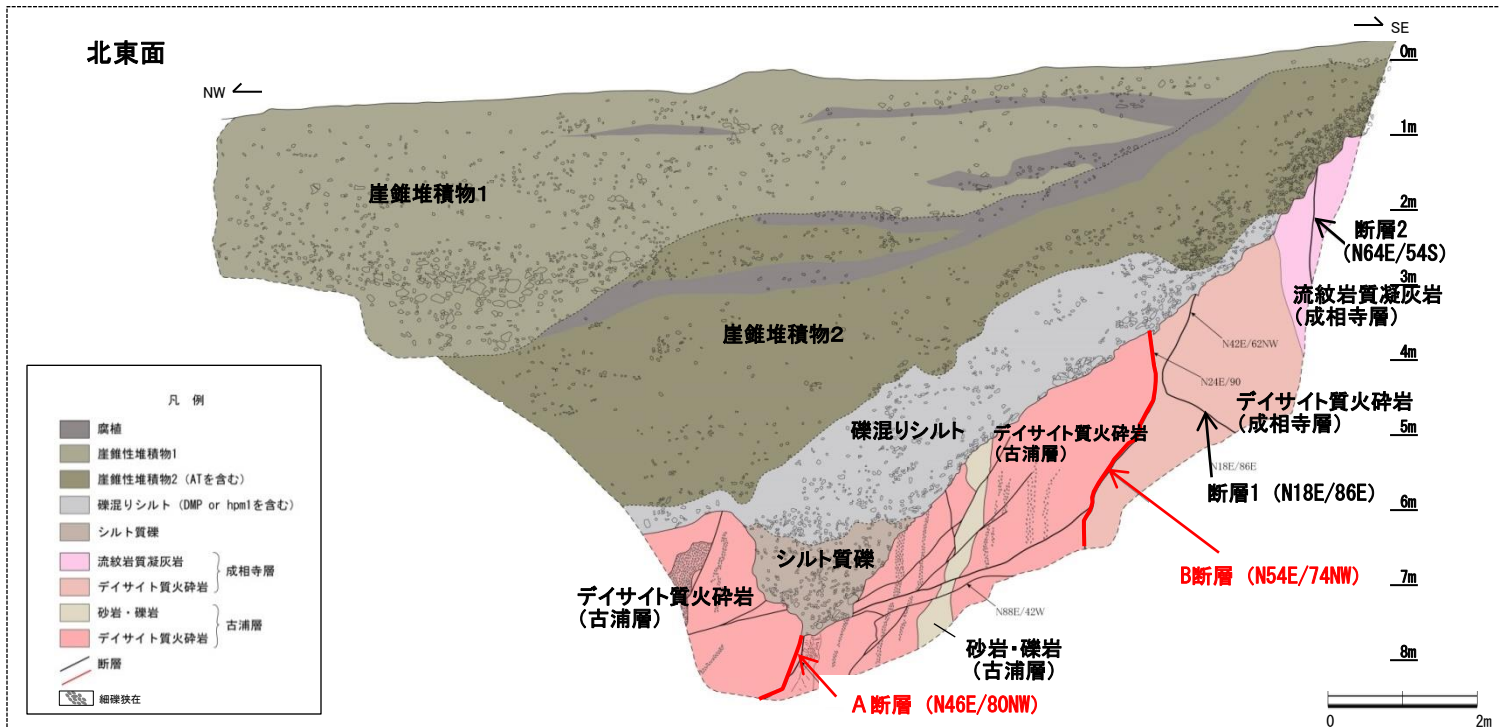 北東面
NW
SE
0m
1m
2m
3m
4m
5m
6m
7m
8m
崖錐堆積物1
崖錐堆積物2
断層2
(N64E/54S)
流紋岩質凝灰岩
(成相寺層)
N42E/62NW
N24E/90
デイサイト質火砕岩
(成相寺層)
礫混りシルト
デイサイト質火砕岩
(古浦層)
N18E/86E
断層1 (N18E/86E)
シルト質礫
B断層 (N54E/74NW)
デイサイト質火砕岩
(古浦層)
N88E/42W
砂岩・礫岩
(古浦層)
A断層 (N46E/80NW)
凡 例
腐植
崖錐性堆積物1
崖錐性堆積物2 (ATを含む)
礫混りシルト (DMP or hpm1を含む)
シルト質礫
流紋岩質凝灰岩
成相寺層
デイサイト質火砕岩
砂岩・礫岩
古浦層
デイサイト質火砕岩
断層
細礫狭在
0
2m